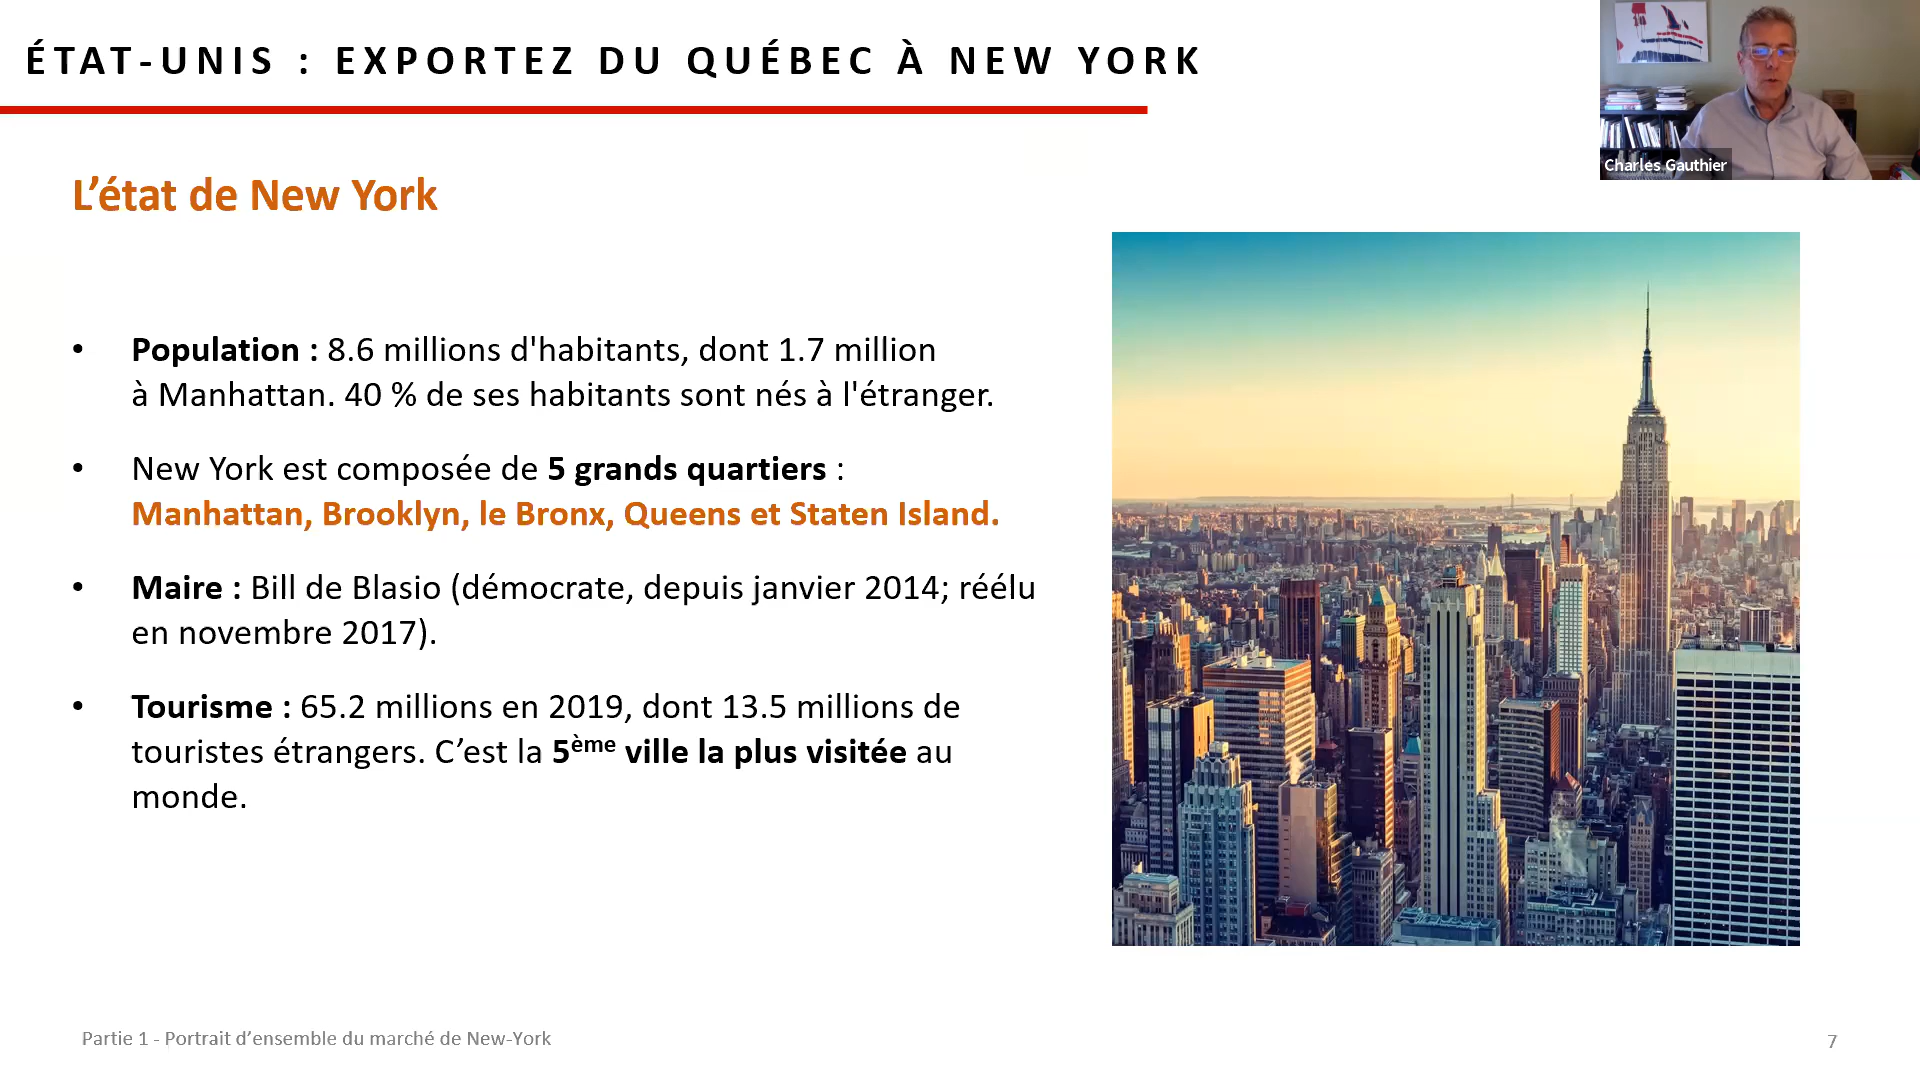 ÉTAT-UNIS : EXPORTEZ DU QUÉBEC À NEW YORK
Charles Gauthier
L’état de New York
• Population : 8.6 millions d'habitants, dont 1.7 million
à Manhattan. 40 % de ses habitants sont nés à l'étranger.
• New York est composée de 5 grands quartiers :
Manhattan, Brooklyn, le Bronx, Queens et Staten Island.
• Maire : Bill de Blasio (démocrate, depuis janvier 2014; réélu
en novembre 2017).
• Tourisme : 65.2 millions en 2019, dont 13.5 millions de
touristes étrangers. C’est la 5ème ville la plus visitée au
monde.
Partie 1 - Portrait d’ensemble du marché de New-York
7